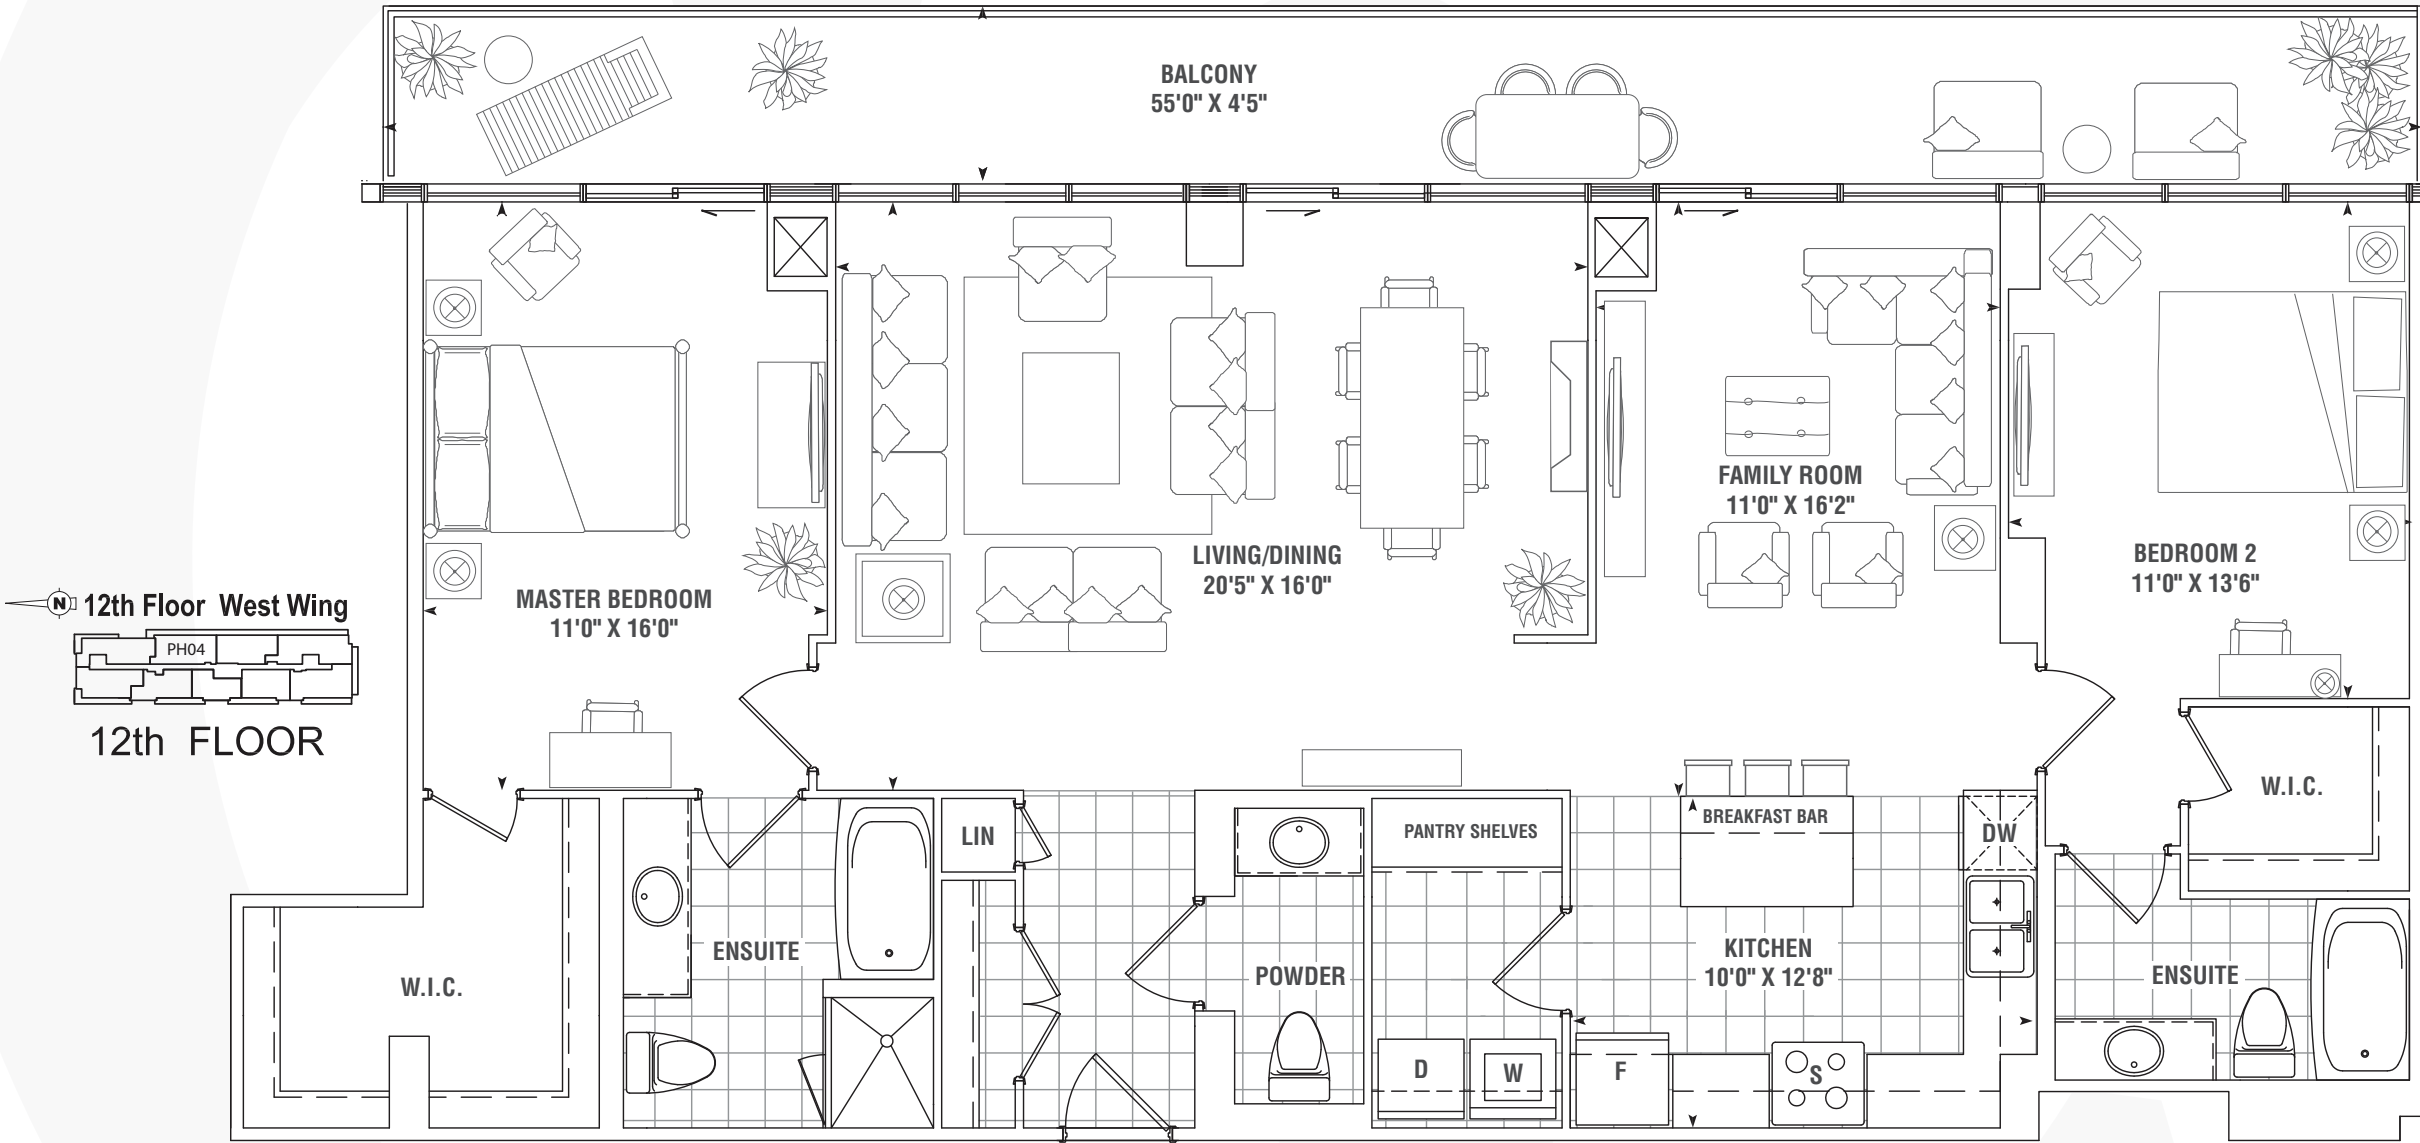 BALCONY
55'0" X 4'5"
FAMILY ROOM
11'0" X 16'2"
LIVING/DINING
20'5" X 16'0"
BEDROOM 2
11'0" X 13'6"
MASTER BEDROOM
11'0" X 16'0"
N 12th Floor West Wing
PH04
12th FLOOR
W.I.C.
BREAKFAST BAR
LIN
PANTRY SHELVES
DW
ENSUITE
KITCHEN
10'0" X 12'8"
POWDER
ENSUITE
W.I.C.
D
W
F
S